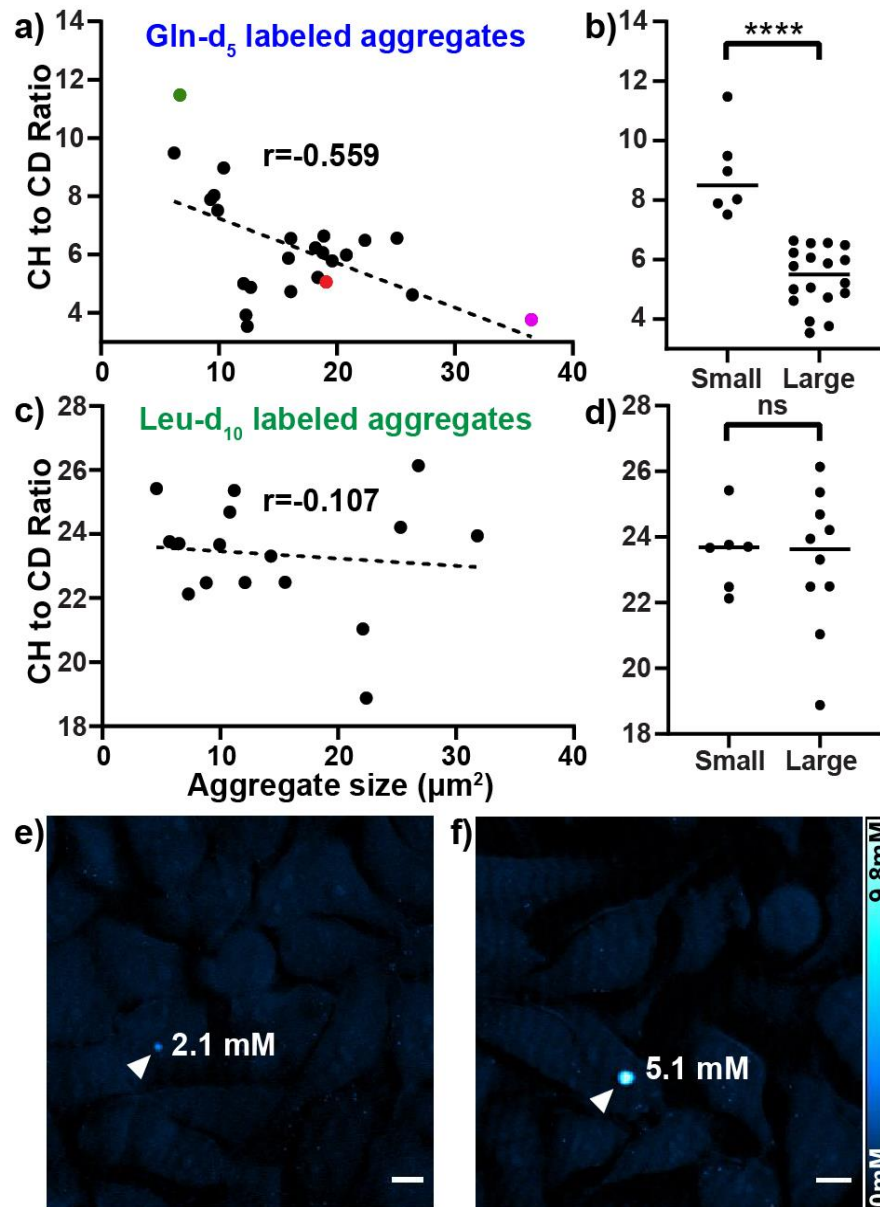 a)
Gln-d5 labeled aggregates
CH to CD Ratio
14
12
10
8
6
4
r=-0.559
0
10
20
30
40
b)
****
14
12
10
8
6
4
Small
Large
c)
Leu-d10 labeled aggregates
CH to CD Ratio
28
26
24
22
20
18
r=-0.107
0
10
20
30
40
Aggregate size (µm²)
d)
ns
28
26
24
22
20
18
Small
Large
e)
2.1 mM
f)
5.1 mM
9.8mM
0mM